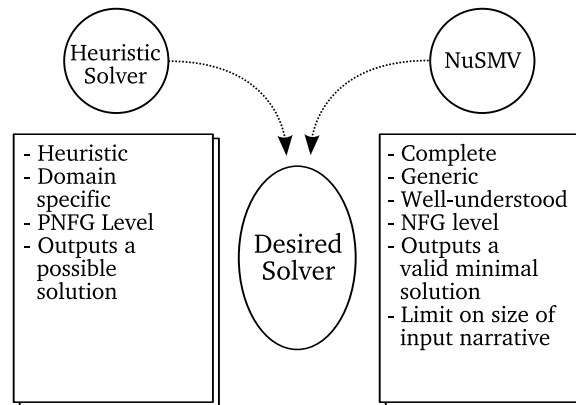 Heuristic
Solver
NuSMV
- Heuristic
- Domain
specific
- PNFG Level
- Outputs a
possible
solution
Desired
Solver
- Complete
- Generic
- Well-understood
- NFG level
- Outputs a
valid minimal
solution
- Limit on size of
input narrative